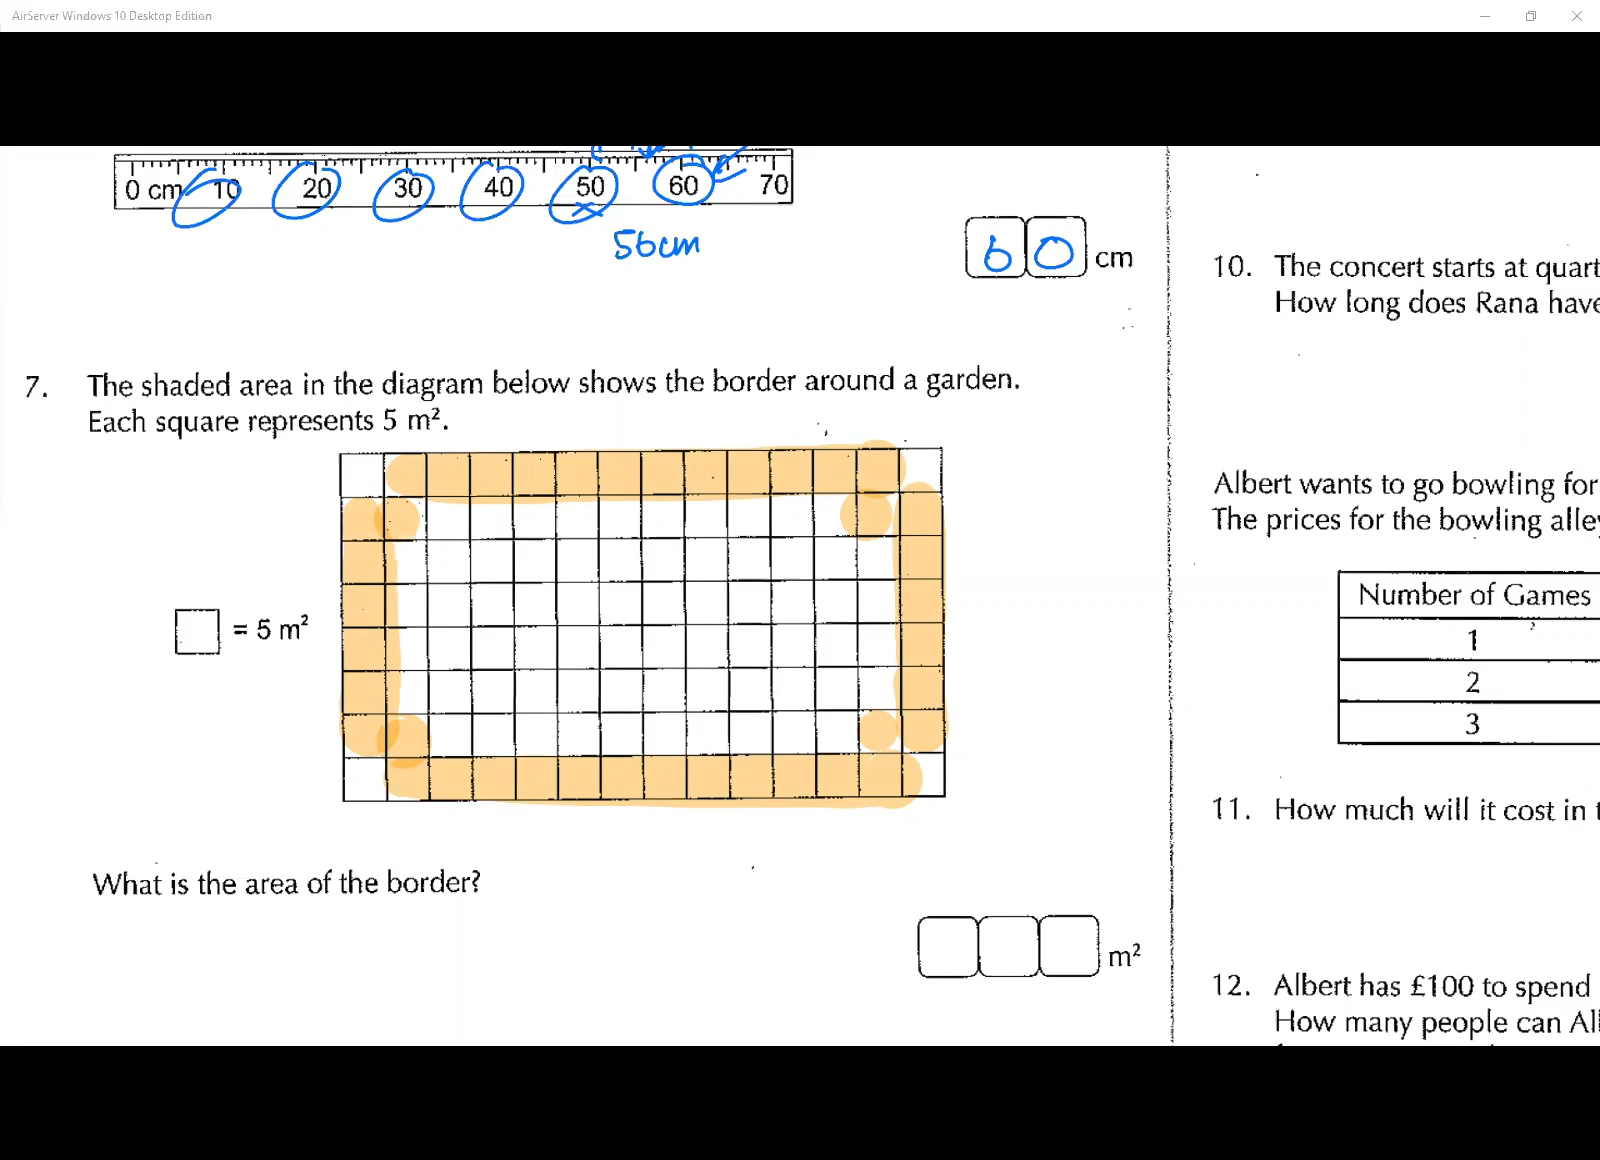 AirServer Windows 10 Desktop Edition
0 cm 10 20 30 40 50 60 70
56cm
60 cm
7. The shaded area in the diagram below shows the border around a garden.
Each square represents 5 m².
= 5 m²
What is the area of the border?
m²
10. The concert starts at quart
How long does Rana have
Albert wants to go bowling for
The prices for the bowling alley
Number of Games
1
2
3
11. How much will it cost in t
12. Albert has £100 to spend
How many people can Al